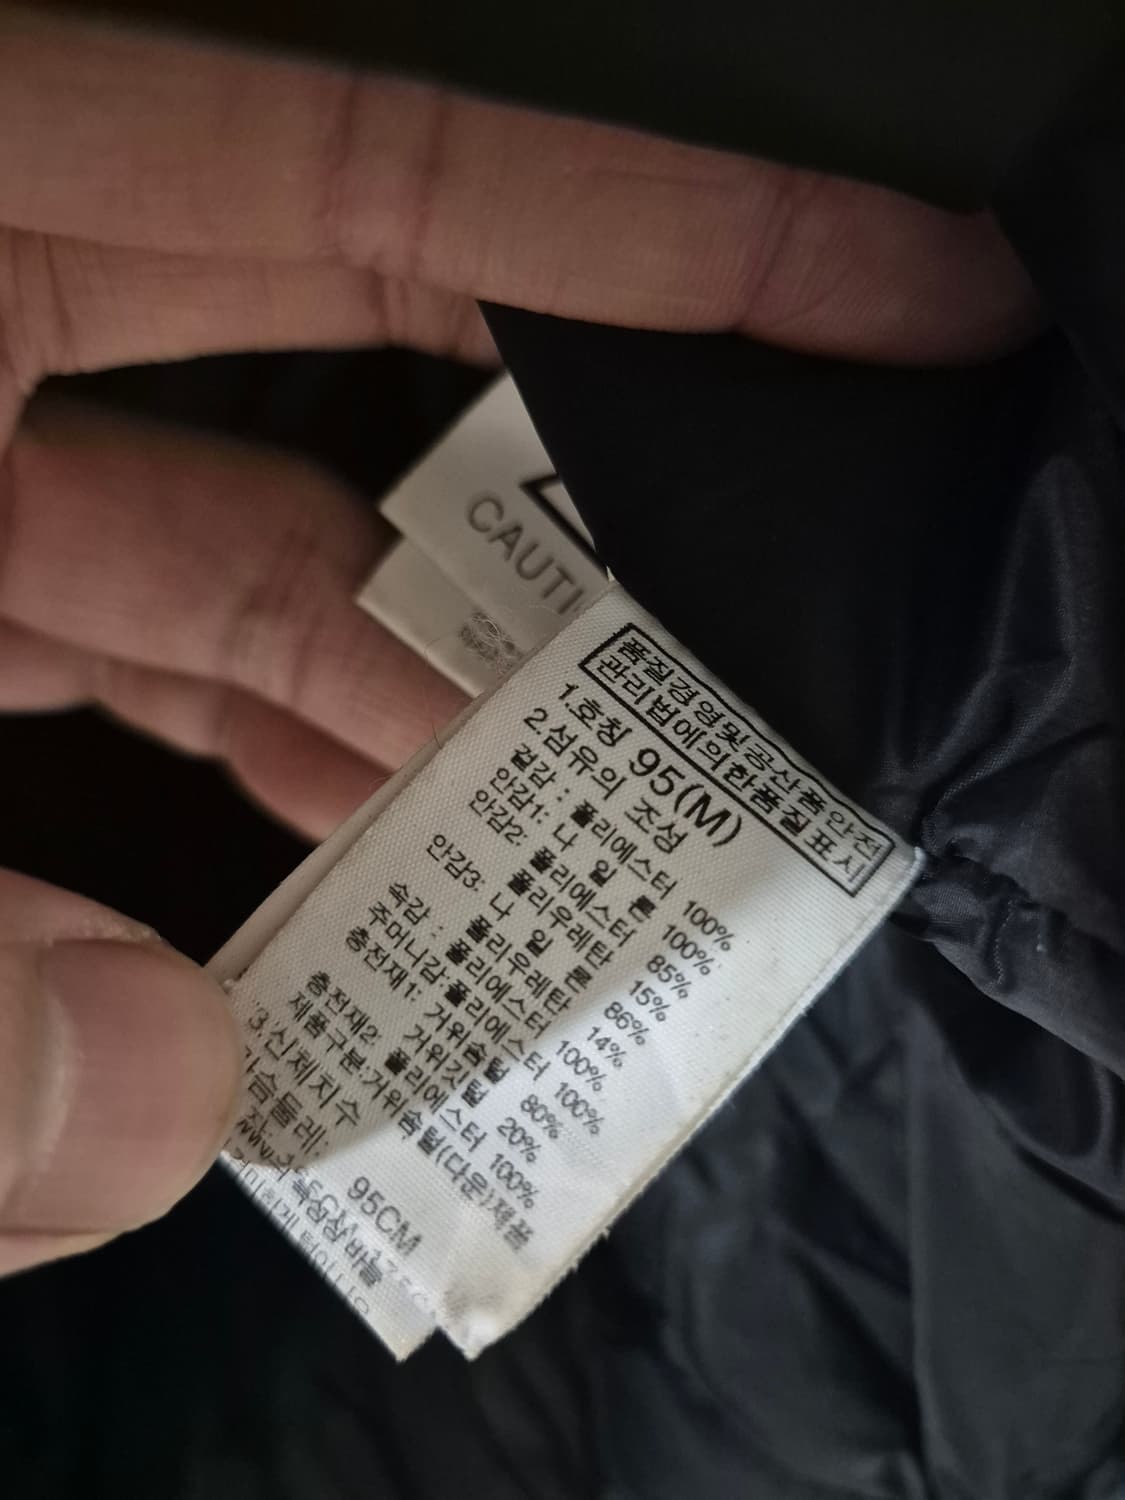 CAUTI
품질경영및공산품안전
관리법에의한품질표시
1.호칭 95(M)
2.섬유의 조성
겉감 : 폴리에스터 100%
안감1: 나 일 론 100%
안감2: 폴리에스터 85%
폴리우레탄 15%
안감3: 나 일 론 86%
폴리우레탄 14%
속감 : 폴리에스터 100%
주머니감:폴리에스터 100%
충전재1: 거위솜털 80%
거위깃털 20%
충전재2: 폴리에스터 100%
제품구분:거위솜털(다운)제품
3.신체치수
가슴둘레: 95CM